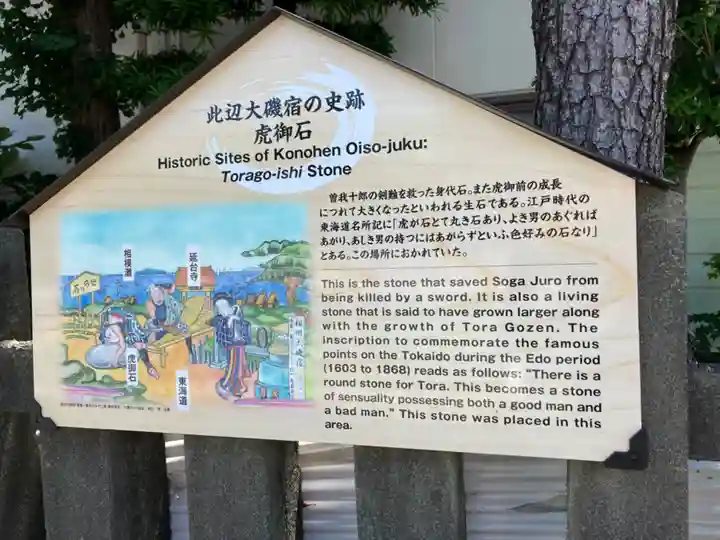 此辺大磯宿の史跡
虎御石
Historic Sites of Konohen Oiso-juku:
Torago-ishi Stone
曽我十郎の剣難を救った身代石。また虎御前の成長
につれて大きくなったといわれる生石である。江戸時代の
東海道名所記に「虎が石とて丸き石あり、よき男のあぐれば
あがり、あしき男の持つにはあがらずといふ色好みの石なり」
とある。この場所におかれていた。
This is the stone that saved Soga Juro from
being killed by a sword. It is also a living
stone that is said to have grown larger along
with the growth of Tora Gozen. The
inscription to commemorate the famous
points on the Tokaido during the Edo period
(1603 to 1868) reads as follows: "There is a
round stone for Tora. This becomes a stone
of sensuality possessing both a good man and
a bad man." This stone was placed in this
area.
相模灘
延台寺
虎御石
東海道
相州大磯宿